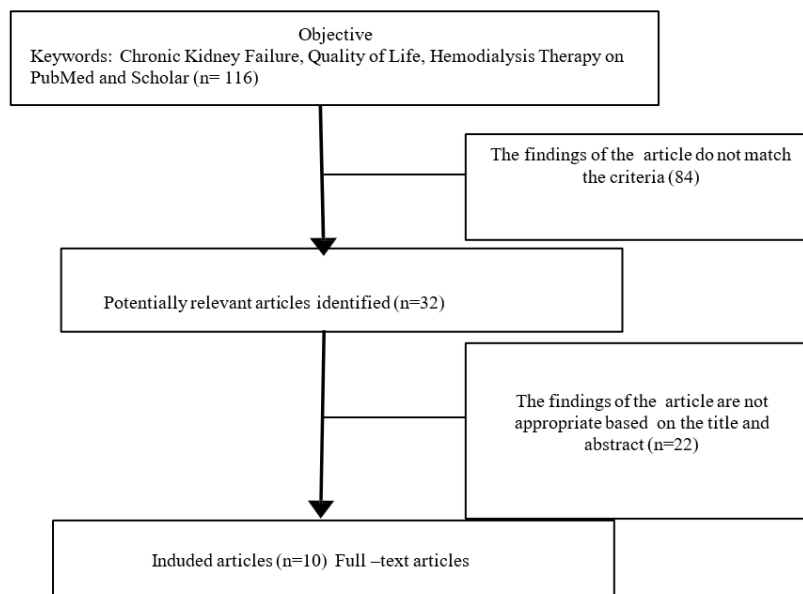 Objective
Keywords: Chronic Kidney Failure, Quality of Life, Hemodialysis Therapy on
PubMed and Scholar (n= 116)
The findings of the article do not match
the criteria (84)
Potentially relevant articles identified (n=32)
The findings of the article are not
appropriate based on the title and
abstract (n=22)
Induded articles (n=10) Full –text articles